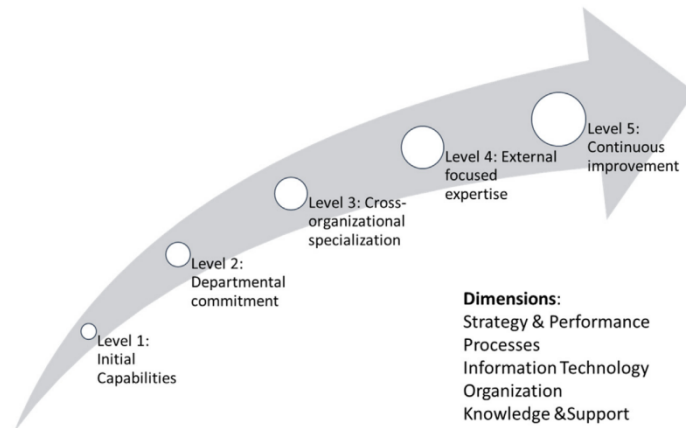 Level 1:
Initial
Capabilities
Level 2:
Departmental
commitment
Level 3: Cross-
organizational
specialization
Level 4: External
focused
expertise
Level 5:
Continuous
improvement
Dimensions:
Strategy & Performance
Processes
Information Technology
Organization
Knowledge &Support